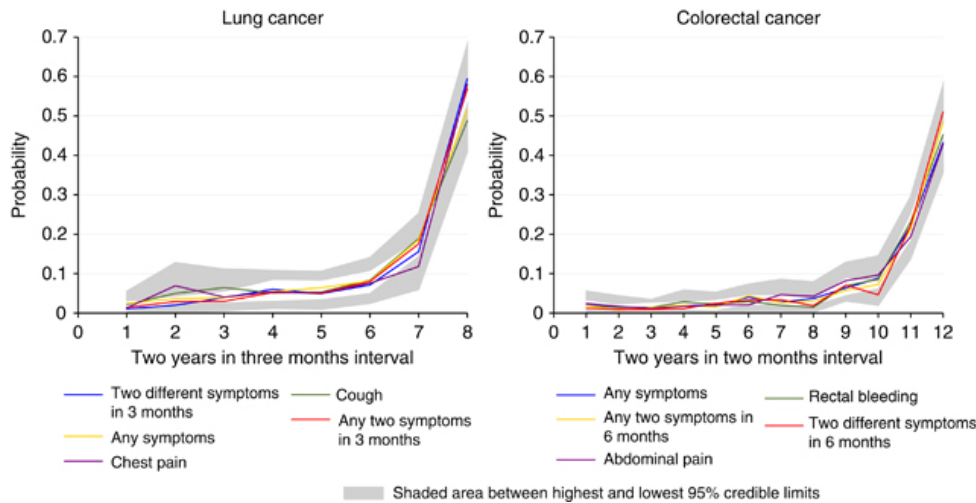 Lung cancer
0.7
0.6
0.5
0.4
0.3
0.2
0.1
0
Probability
0 1 2 3 4 5 6 7 8
Two years in three months interval
Two different symptoms
in 3 months
Cough
Any symptoms
Any two symptoms
in 3 months
Chest pain
Colorectal cancer
0.7
0.6
0.5
0.4
0.3
0.2
0.1
0
Probability
0 1 2 3 4 5 6 7 8 9 10 11 12
Two years in two months interval
Any symptoms
Rectal bleeding
Any two symptoms in
6 months
Two different symptoms
in 6 months
Abdominal pain
Shaded area between highest and lowest 95% credible limits